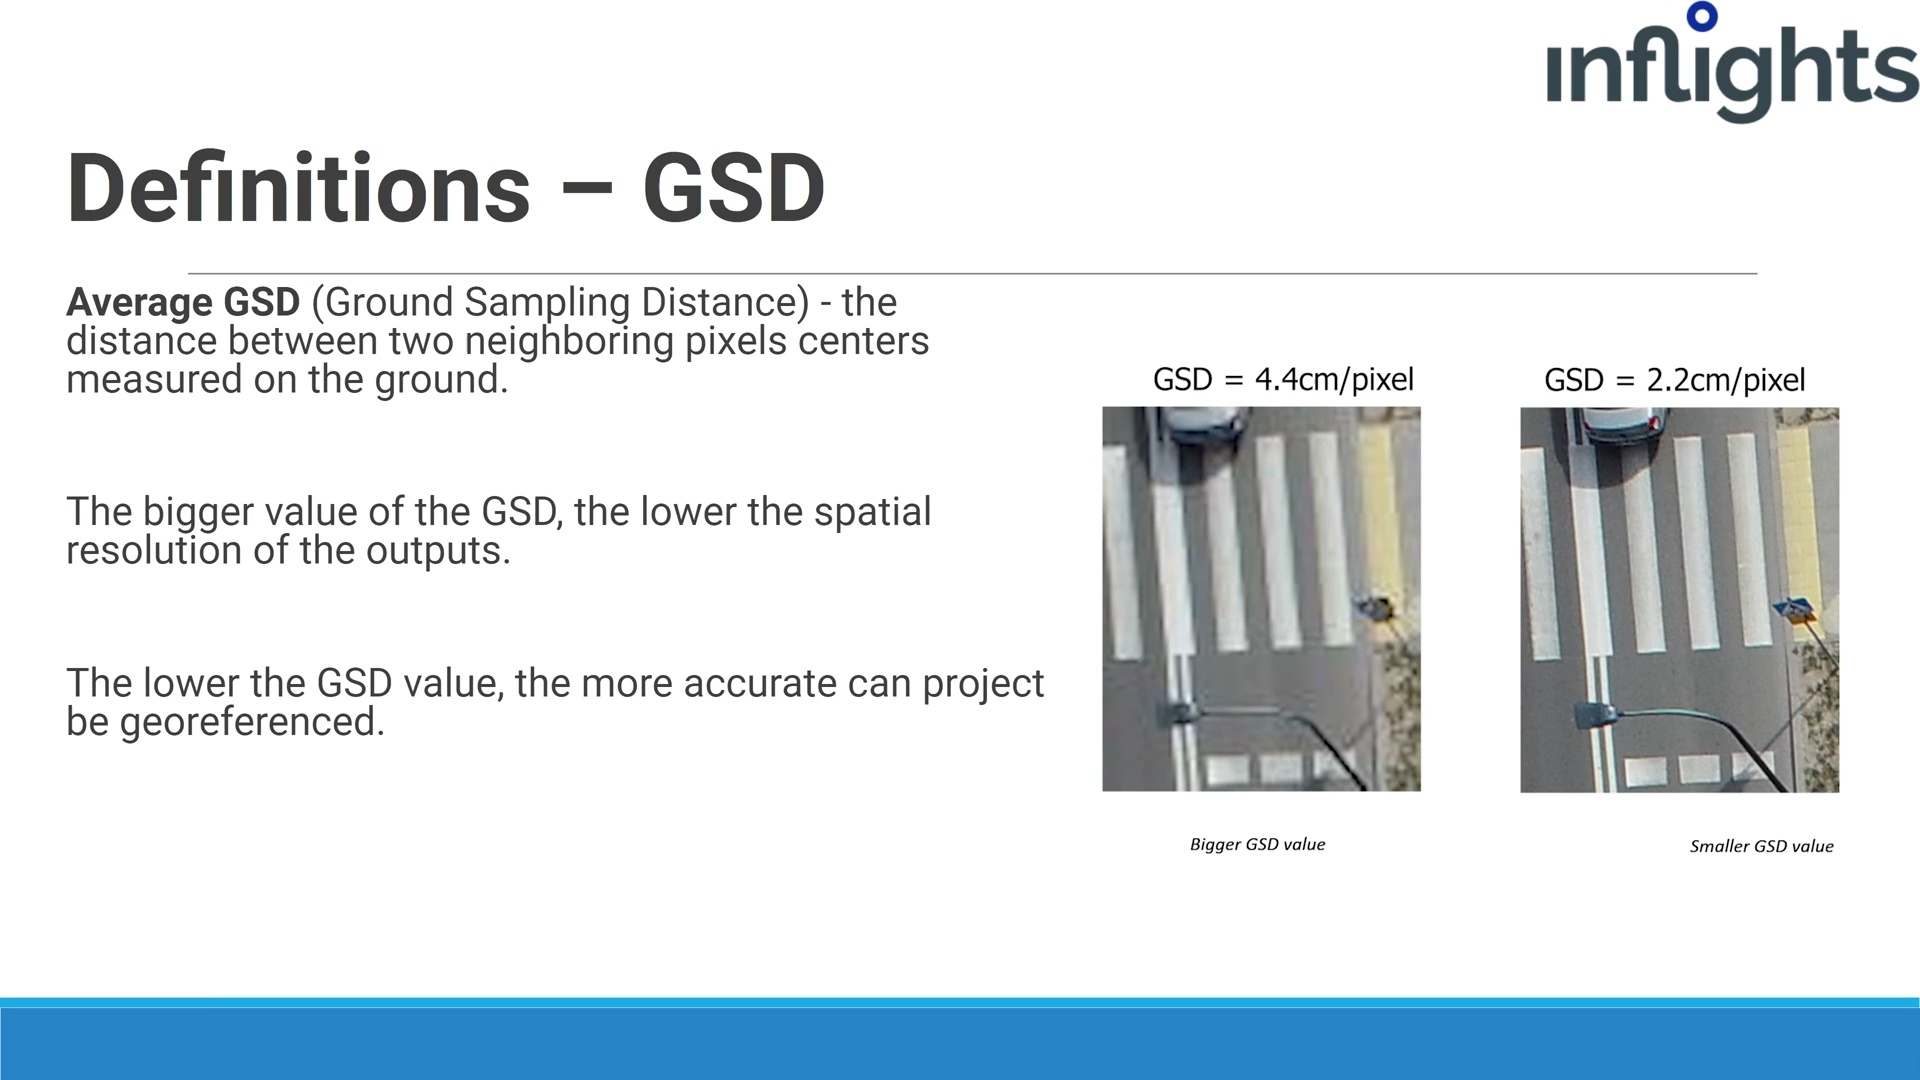 inflights
Definitions – GSD
Average GSD (Ground Sampling Distance) - the
distance between two neighboring pixels centers
measured on the ground.
The bigger value of the GSD, the lower the spatial
resolution of the outputs.
The lower the GSD value, the more accurate can project
be georeferenced.
GSD = 4.4cm/pixel
GSD = 2.2cm/pixel
Bigger GSD value
Smaller GSD value